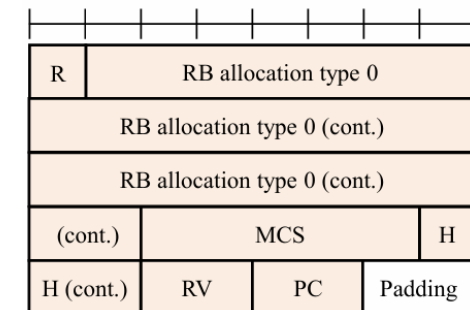 R RB allocation type 0
RB allocation type 0 (cont.)
RB allocation type 0 (cont.)
(cont.) MCS H
H (cont.) RV PC Padding